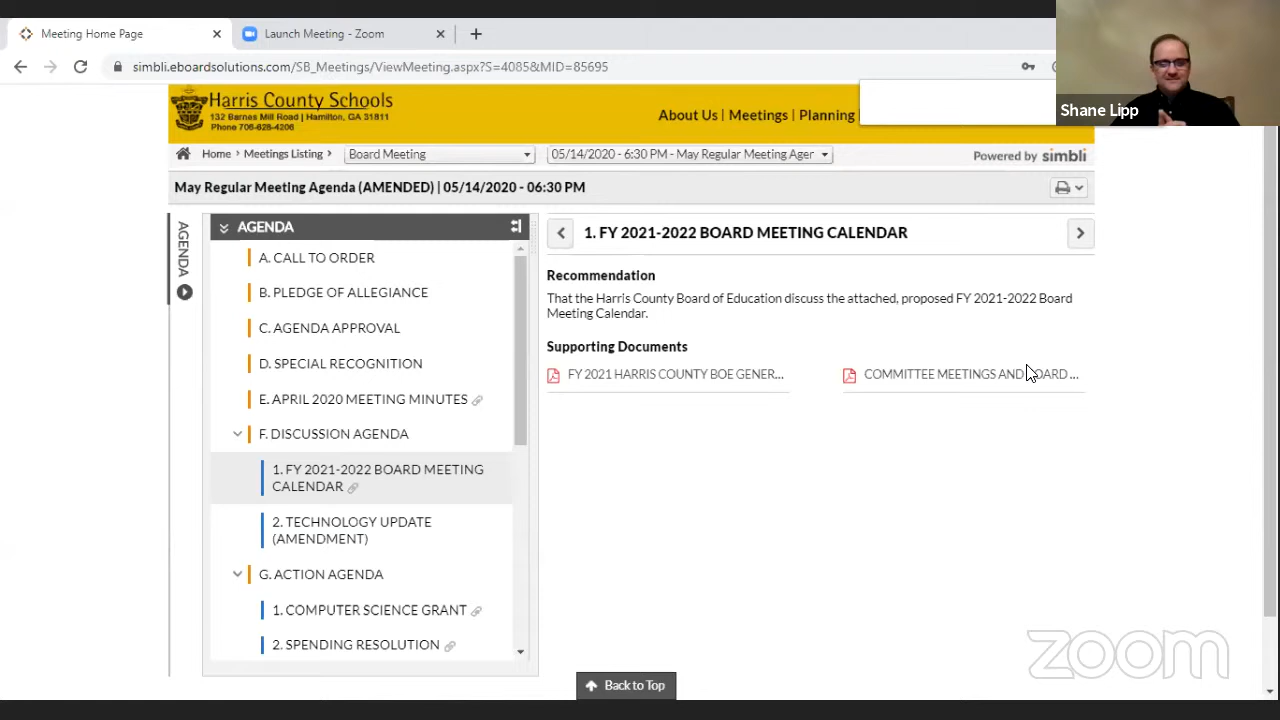 Meeting Home Page
Launch Meeting - Zoom
simbli.eboardsolutions.com/SB_Meetings/ViewMeeting.aspx?S=4085&MID=85695
Shane Lipp
Harris County Schools
132 Barnes Mill Road | Hamilton, GA 31811
Phone 706-628-4206
About Us | Meetings | Planning
Home › Meetings Listing ›
Board Meeting
05/14/2020 - 6:30 PM - May Regular Meeting Ager
Powered by simbli
May Regular Meeting Agenda (AMENDED) | 05/14/2020 - 06:30 PM
AGENDA
AGENDA
A. CALL TO ORDER
B. PLEDGE OF ALLEGIANCE
C. AGENDA APPROVAL
D. SPECIAL RECOGNITION
E. APRIL 2020 MEETING MINUTES
F. DISCUSSION AGENDA
1. FY 2021-2022 BOARD MEETING
CALENDAR
2. TECHNOLOGY UPDATE
(AMENDMENT)
G. ACTION AGENDA
1. COMPUTER SCIENCE GRANT
2. SPENDING RESOLUTION
1. FY 2021-2022 BOARD MEETING CALENDAR
Recommendation
That the Harris County Board of Education discuss the attached, proposed FY 2021-2022 Board
Meeting Calendar.
Supporting Documents
FY 2021 HARRIS COUNTY BOE GENER...
COMMITTEE MEETINGS AND BOARD ...
Back to Top
zoom